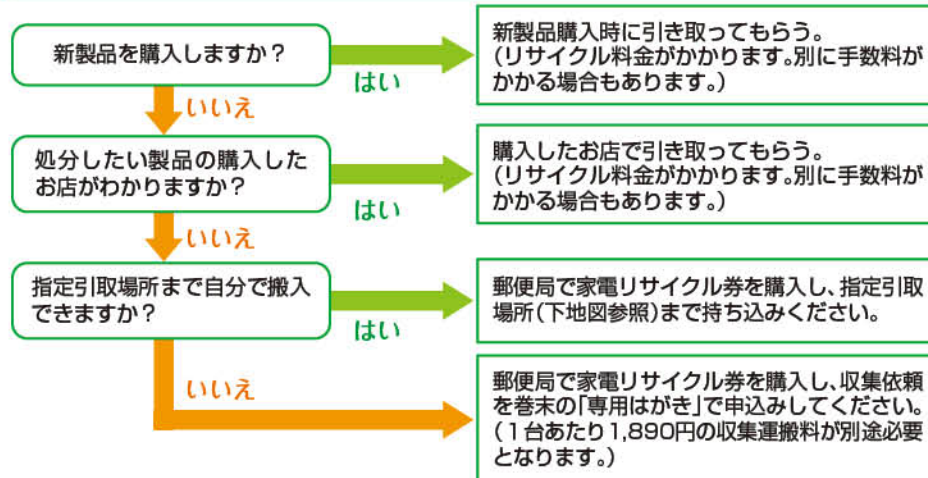 新製品を購入しますか？
はい
新製品購入時に引き取ってもらう。
(リサイクル料金がかかります。別に手数料が
かかる場合もあります。)
いいえ
処分したい製品の購入した
お店がわかりますか？
はい
購入したお店で引き取ってもらう。
(リサイクル料金がかかります。別に手数料が
かかる場合もあります。)
いいえ
指定引取場所まで自分で搬入
できますか？
はい
郵便局で家電リサイクル券を購入し、指定引取
場所(下地図参照)まで持ち込みください。
いいえ
郵便局で家電リサイクル券を購入し、収集依頼
を巻末の「専用はがき」で申込みしてください。
(1台あたり1,890円の収集運搬料が別途必要
となります。)